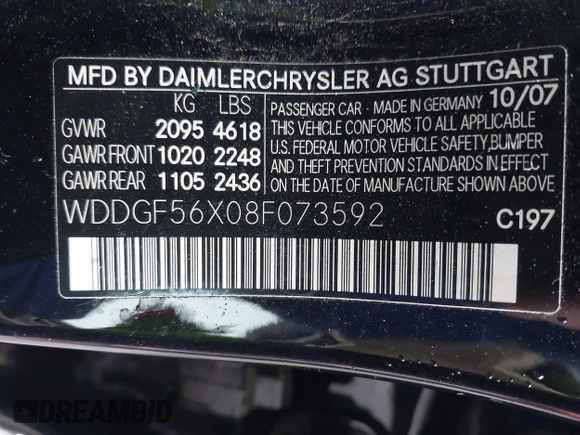 MFD BY DAIMLERCHRYSLER AG STUTTGART
KG LBS
GVWR 2095 4618
GAWR FRONT 1020 2248
GAWR REAR 1105 2436
PASSENGER CAR - MADE IN GERMANY 10/07
THIS VEHICLE CONFORMS TO ALL APPLICABLE
U.S. FEDERAL MOTOR VEHICLE SAFETY, BUMPER
AND THEFT PREVENTION STANDARDS IN EFFECT
ON THE DATE OF MANUFACTURE SHOWN ABOVE.
WDDGF56X08F073592
C197
DREAMBID